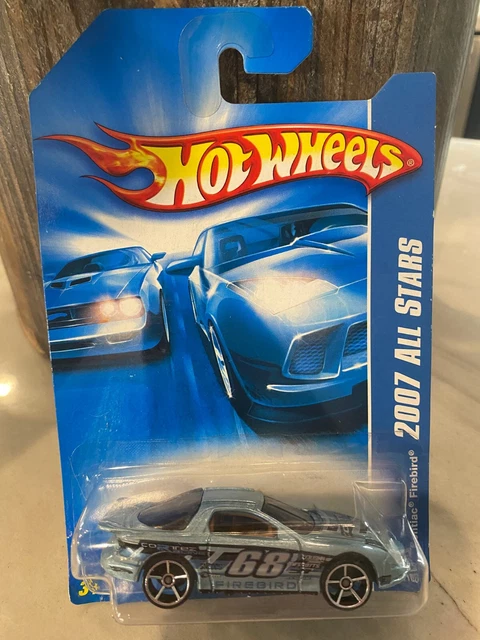 HOT WHEELS®
2007 ALL STARS
Firebird®
68
FIREBIRD